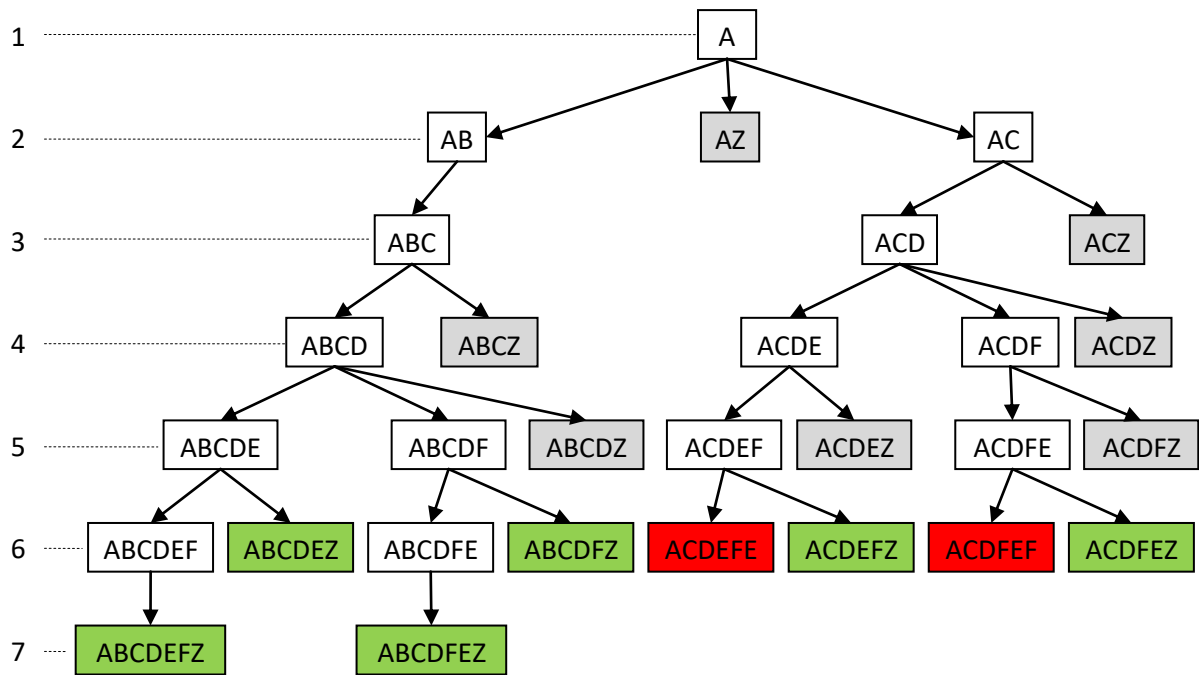 1 A
2 AB AZ AC
3 ABC ACD ACZ
4 ABCD ABCZ ACDE ACDF ACDZ
5 ABCDE ABCDF ABCDZ ACDEF ACDEZ ACDFE ACDFZ
6 ABCDEF ABCDEZ ABCDFE ABCDFZ ACDEFE ACDEFZ ACDFEF ACDFEZ
7 ABCDEFZ ABCDFEZ